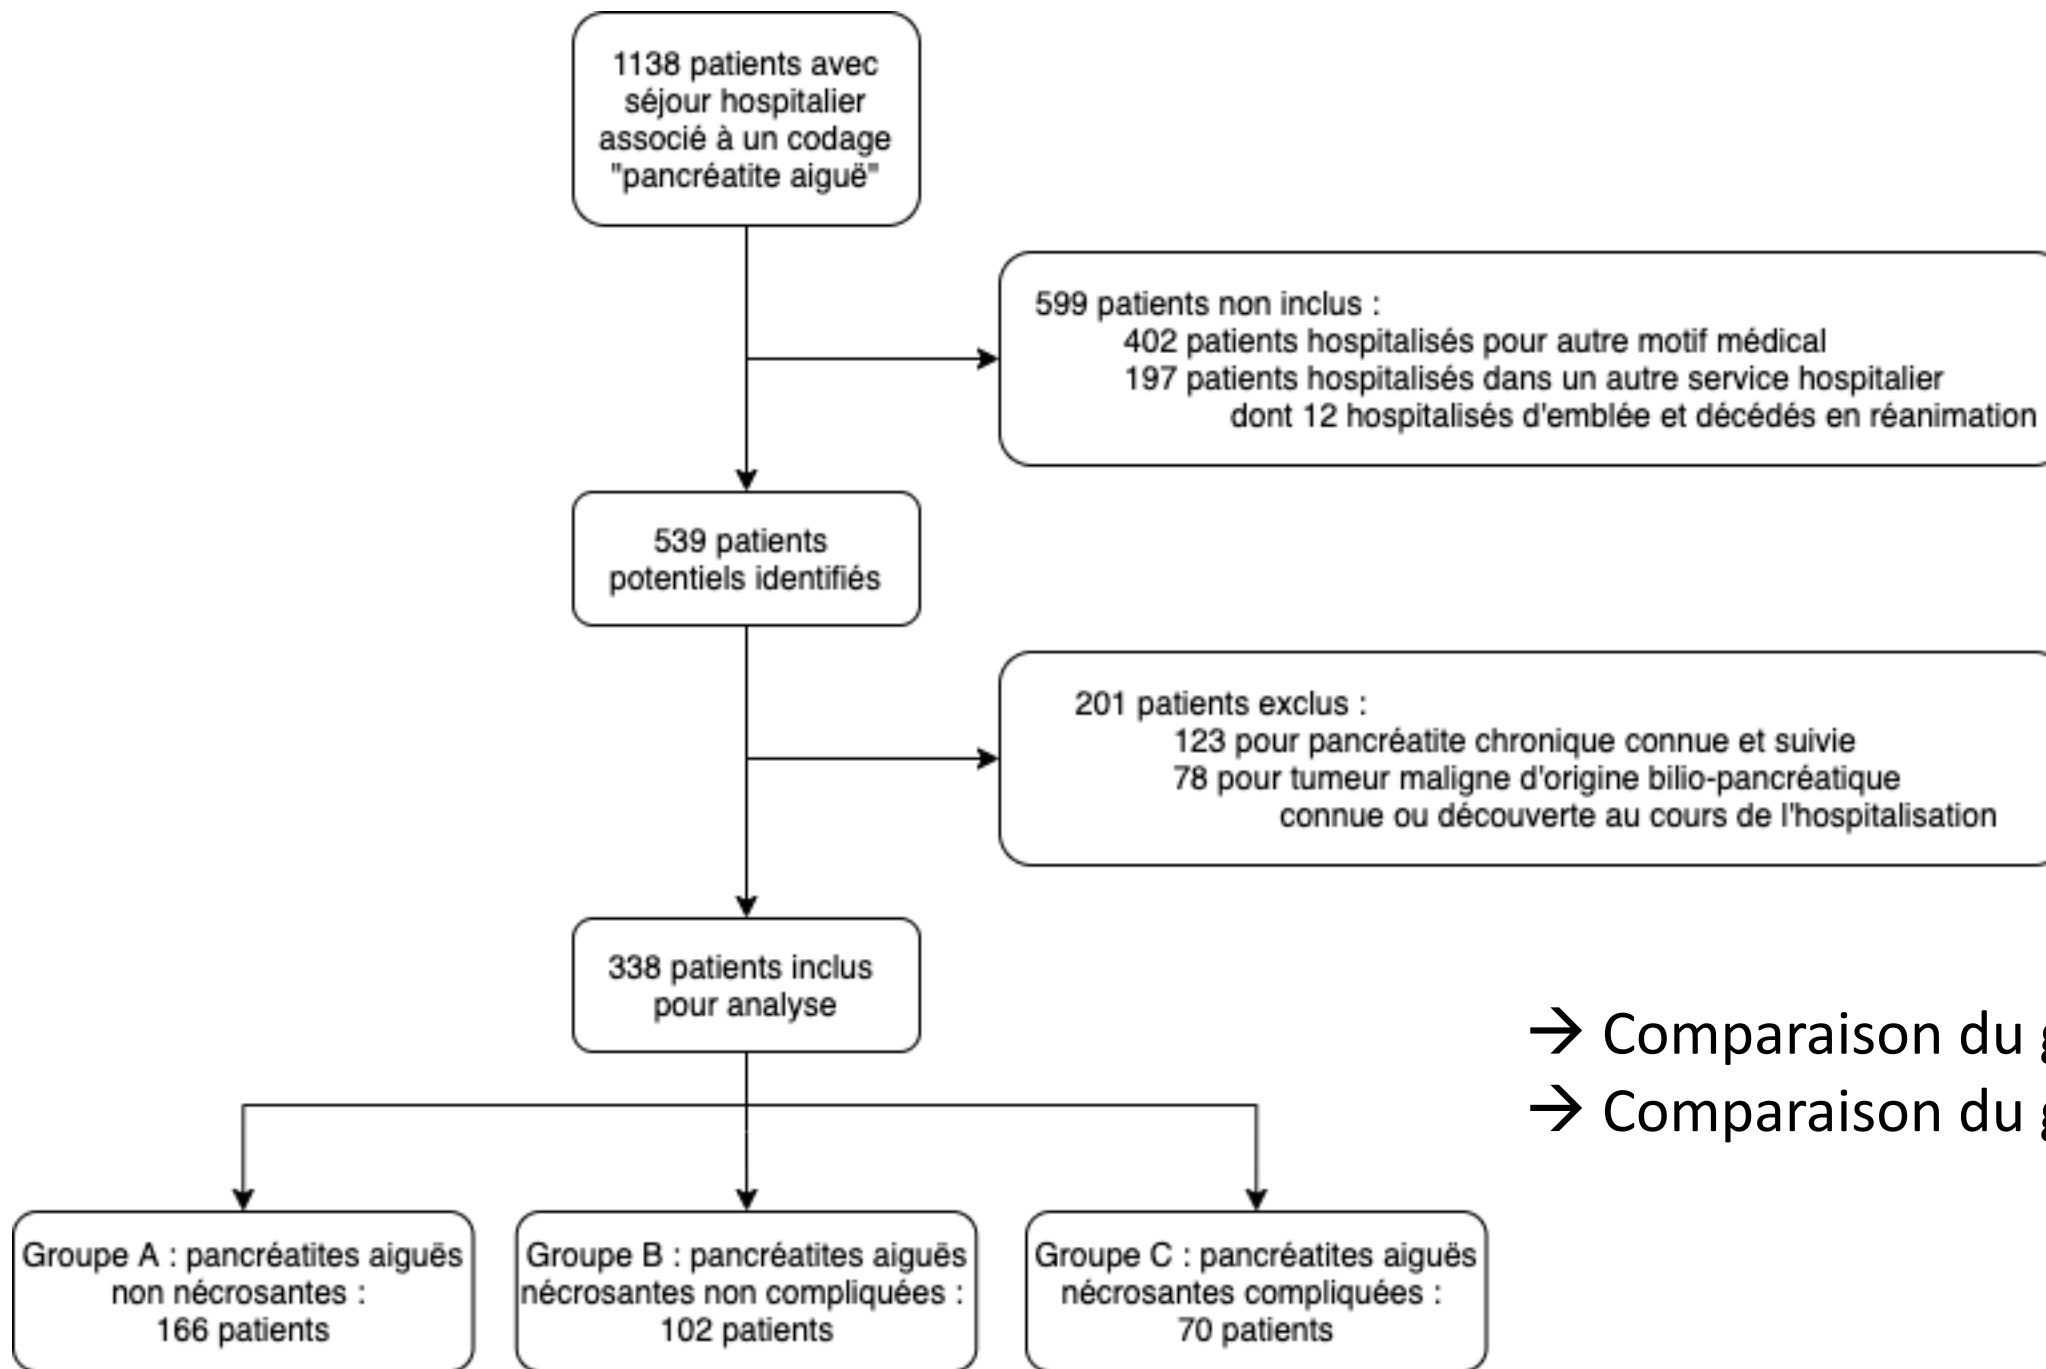 1138 patients avec
séjour hospitalier
associé à un codage
"pancréatite aiguë"
599 patients non inclus :
402 patients hospitalisés pour autre motif médical
197 patients hospitalisés dans un autre service hospitalier
dont 12 hospitalisés d'emblée et décédés en réanimation
539 patients
potentiels identifiés
201 patients exclus :
123 pour pancréatite chronique connue et suivie
78 pour tumeur maligne d'origine bilio-pancréatique
connue ou découverte au cours de l'hospitalisation
338 patients inclus
pour analyse
→ Comparaison du
→ Comparaison du
Groupe A : pancréatites aiguës
non nécrosantes :
166 patients
Groupe B : pancréatites aiguës
nécrosantes non compliquées :
102 patients
Groupe C : pancréatites aiguës
nécrosantes compliquées :
70 patients